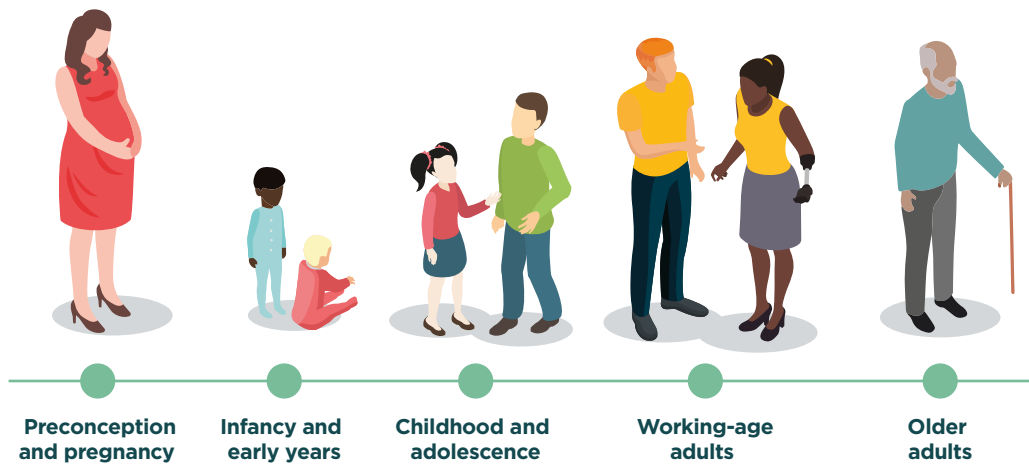 Preconception
and pregnancy
Infancy and
early years
Childhood and
adolescence
Working-age
adults
Older
adults